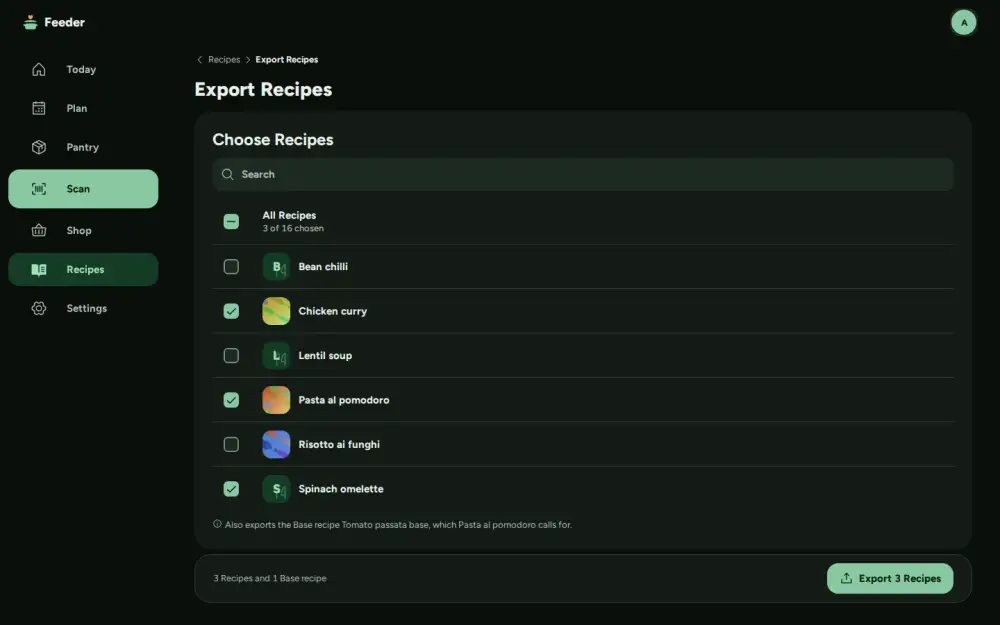 Feeder
A
Today
Plan
Pantry
Scan
Shop
Recipes
Settings
Recipes
Export Recipes
Export Recipes
Choose Recipes
Search
All Recipes
3 of 16 chosen
B
Bean chilli
Chicken curry
L
Lentil soup
Pasta al pomodoro
Risotto ai funghi
S
Spinach omelette
Also exports the Base recipe Tomato passata base, which Pasta al pomodoro calls for.
3 Recipes and 1 Base recipe
Export 3 Recipes